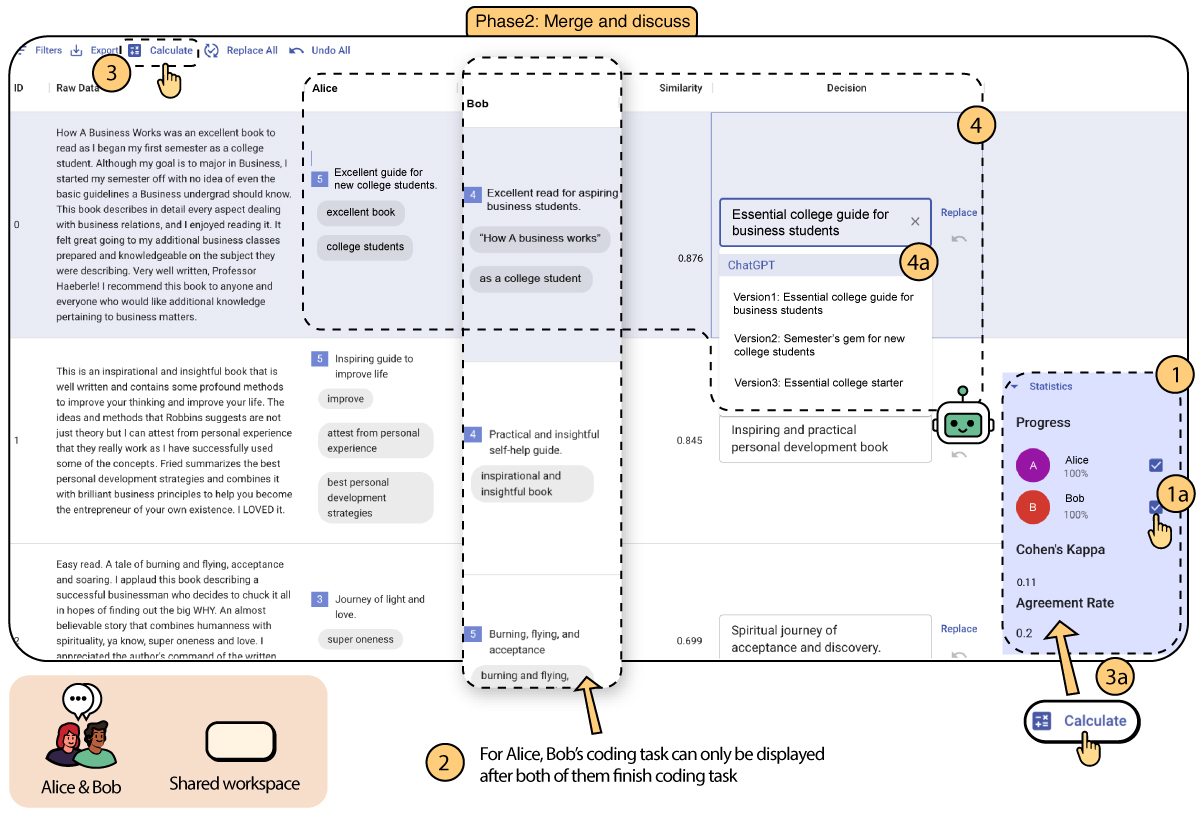 Phase2: Merge and discuss
Filters
Export
Calculate
Replace All
Undo All
3
ID
Raw Data
Alice
Bob
Similarity
Decision
4
0
How A Business Works was an excellent book to
read as I began my first semester as a college
student. Although my goal is to major in Business, I
started my semester off with no idea of even the
basic guidelines a Business undergrad should know.
This book describes in detail every aspect dealing
with business relations, and I enjoyed reading it. It
felt great going to my additional business classes
prepared and knowledgeable on the subject they
were describing. Very well written, Professor
Haeberle! I recommend this book to anyone and
everyone who would like additional knowledge
pertaining to business matters.
5
Excellent guide for
new college students.
excellent book
college students
4
Excellent read for aspiring
business students.
“How A business works”
as a college student
0.876
Essential college guide for
business students
×
Replace
4a
ChatGPT
Version1: Essential college guide for
business students
Version2: Semester’s gem for new
college students
Version3: Essential college starter
1
This is an inspirational and insightful book that is
well written and contains some profound methods
to improve your thinking and improve your life. The
ideas and methods that Robbins suggests are not
just theory but I can attest from personal experience
that they really work as I have successfully used
some of the concepts. Fried summarizes the best
personal development strategies and combines it
with brilliant business principles to help you become
the entrepreneur of your own existence. I LOVED it.
5
Inspiring guide to
improve life
improve
attest from personal
experience
best personal
development
strategies
4
Practical and insightful
self-help guide.
inspirational and
insightful book
0.845
Inspiring and practical
personal development book
2
Easy read. A tale of burning and flying, acceptance
and soaring. I applaud this book describing a
successful businessman who decides to chuck it all
in hopes of finding out the big WHY. An almost
believable story that combines humanness with
spirituality, ya know, super oneness and love. I
appreciated the author's command of the written
3
Journey of light and
love.
super oneness
5
Burning, flying, and
acceptance
burning and flying,
0.699
Spiritual journey of
acceptance and discovery.
Replace
1
Statistics
Progress
A
Alice
100%
1a
B
Bob
100%
Cohen's Kappa
0.11
Agreement Rate
0.2
3a
Calculate
Alice & Bob
Shared workspace
2
For Alice, Bob’s coding task can only be displayed
after both of them finish coding task